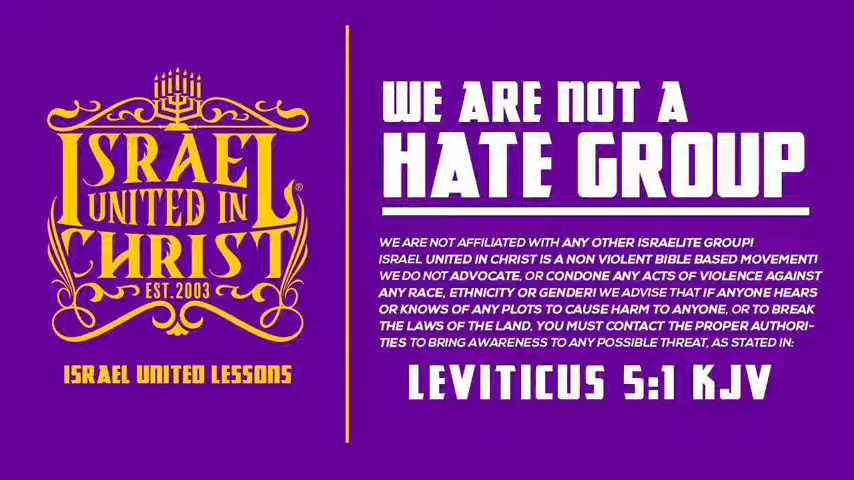 ISRAEL
UNITED IN
CHRIST
®
EST. 2003
ISRAEL UNITED LESSONS
WE ARE NOT A
HATE GROUP
WE ARE NOT AFFILIATED WITH ANY OTHER ISRAELITE GROUP!
ISRAEL UNITED IN CHRIST IS A NON VIOLENT BIBLE BASED MOVEMENT!
WE DO NOT ADVOCATE, OR CONDONE ANY ACTS OF VIOLENCE AGAINST
ANY RACE, ETHNICITY OR GENDER! WE ADVISE THAT IF ANYONE HEARS
OR KNOWS OF ANY PLOTS TO CAUSE HARM TO ANYONE, OR TO BREAK
THE LAWS OF THE LAND, YOU MUST CONTACT THE PROPER AUTHORI-
TIES TO BRING AWARENESS TO ANY POSSIBLE THREAT, AS STATED IN:
LEVITICUS 5:1 KJV